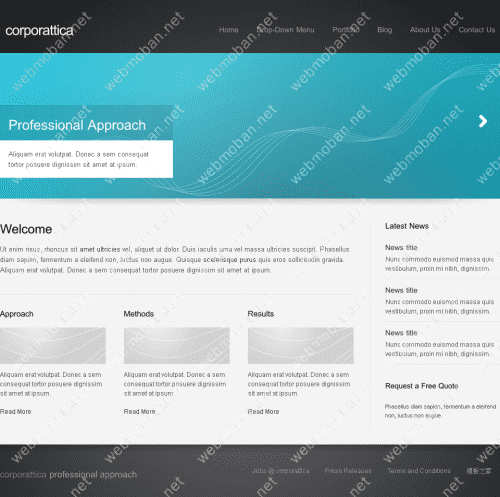 corporattica
Home Drop-Down Menu Portfolio Blog About Us Contact Us
Professional Approach
Aliquam erat volutpat. Donec a sem consequat
tortor posuere dignissim sit amet at ipsum.
Welcome
Ut enim risus, rhoncus sit amet ultricies vel, aliquet ut dolor. Duis iaculis urna vel massa ultricies suscipit. Phasellus
diam sapien, fermentum a eleifend non, luctus non augue. Quisque scelerisque purus quis eros sollicitudin gravida.
Aliquam erat volutpat. Donec a sem consequat tortor posuere dignissim sit amet at ipsum.
Approach
Aliquam erat volutpat. Donec a sem
consequat tortor posuere dignissim
sit amet at ipsum.
Read More
Methods
Aliquam erat volutpat. Donec a sem
consequat tortor posuere dignissim
sit amet at ipsum.
Read More
Results
Aliquam erat volutpat. Donec a sem
consequat tortor posuere dignissim
sit amet at ipsum.
Read More
Latest News
News title
Nunc commodo euismod massa quis
vestibulum, proin mi nibh, dignissim.
News title
Nunc commodo euismod massa quis
vestibulum, proin mi nibh, dignissim.
News title
Nunc commodo euismod massa quis
vestibulum, proin mi nibh, dignissim.
Request a Free Quote
Phasellus diam sapien, fermentum a eleifend
non, luctus non augue.
corporattica professional approach
Jobs @ corporattica Press Releases Terms and Conditions 模板之家
webmoban.net